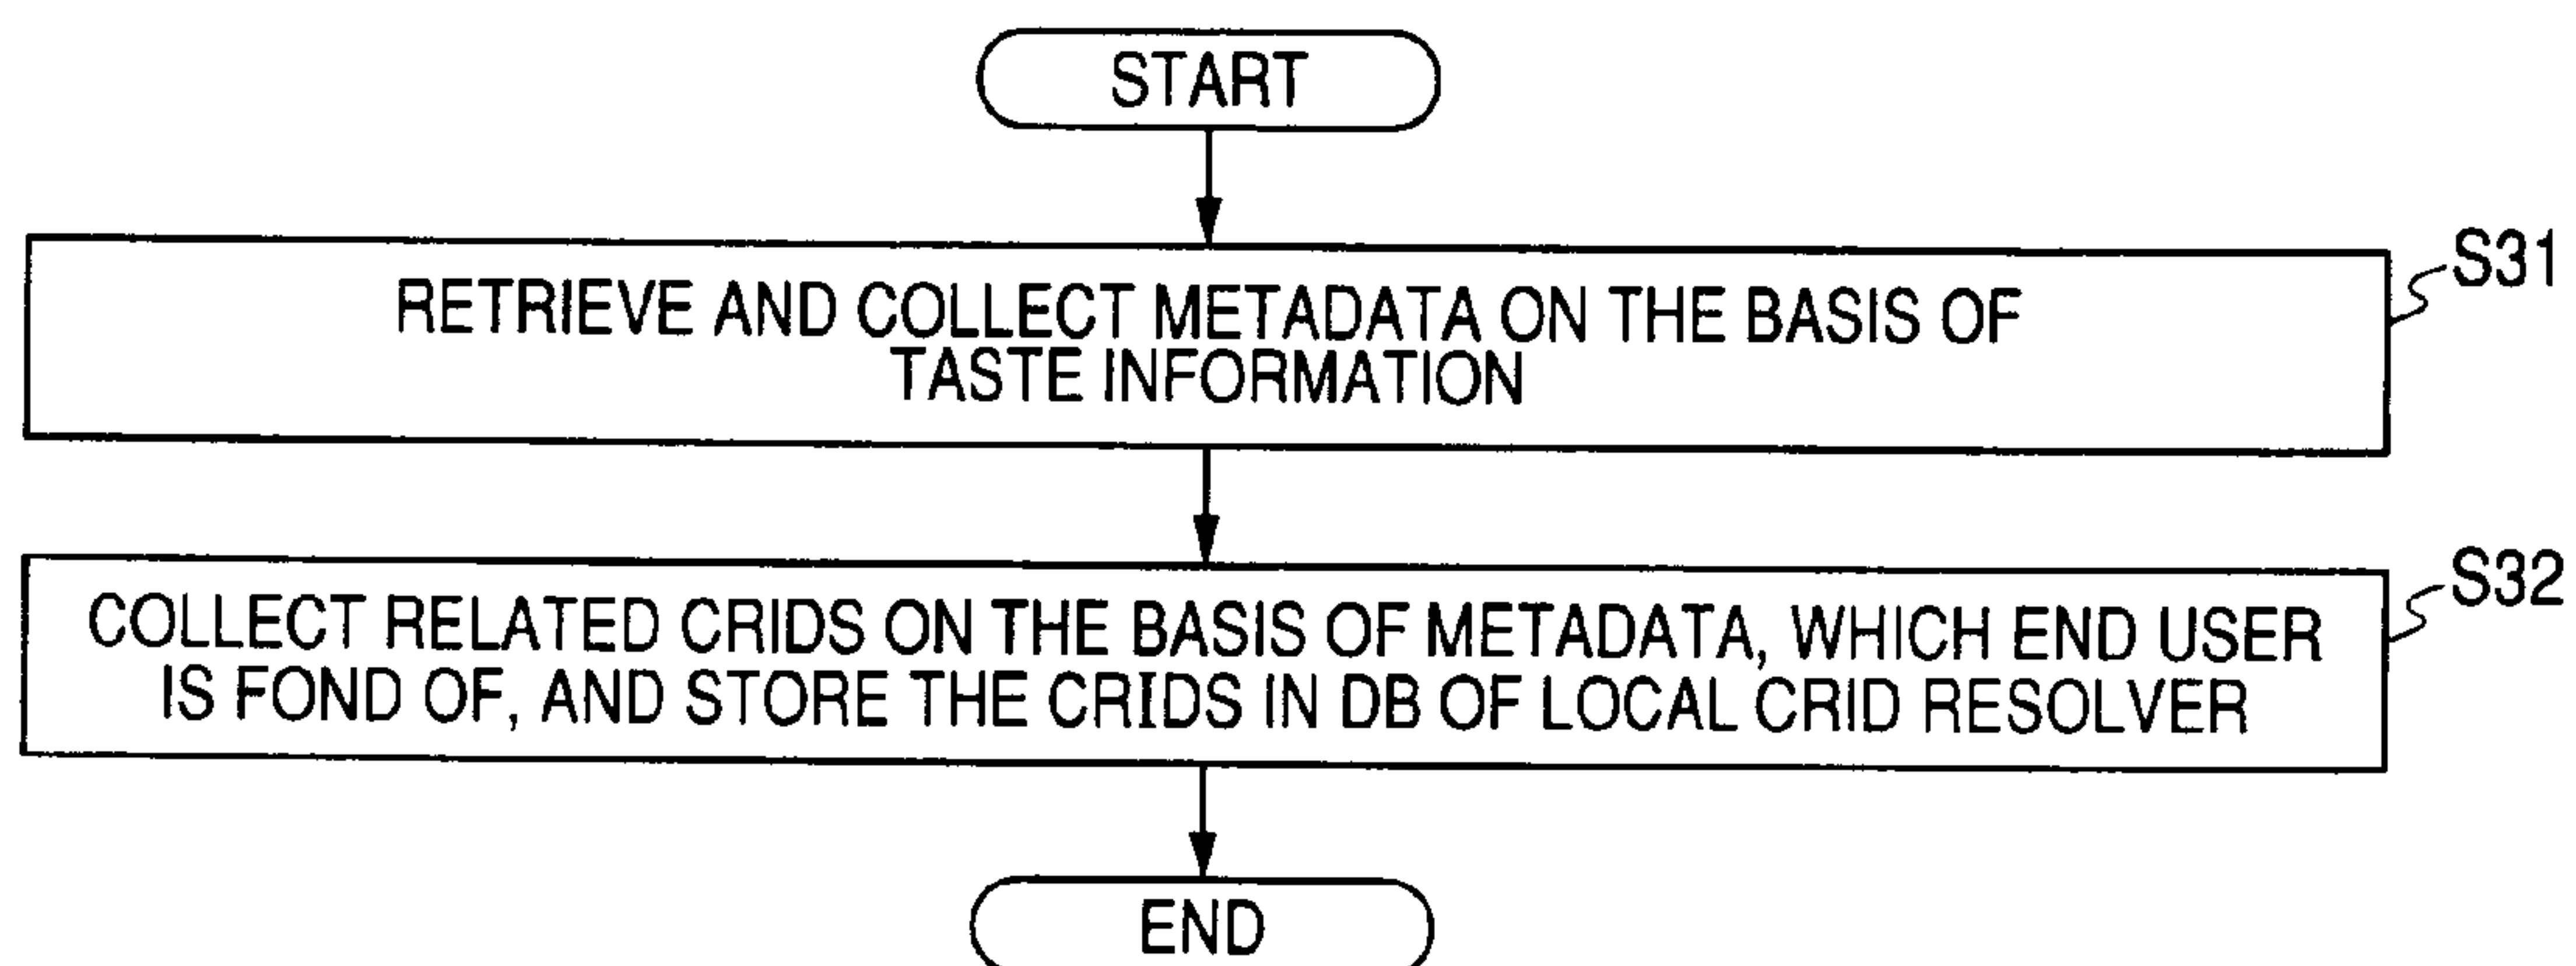 START
S31
RETRIEVE AND COLLECT METADATA ON THE BASIS OF
TASTE INFORMATION
S32
COLLECT RELATED CRIDS ON THE BASIS OF METADATA, WHICH END USER
IS FOND OF, AND STORE THE CRIDS IN DB OF LOCAL CRID RESOLVER
END